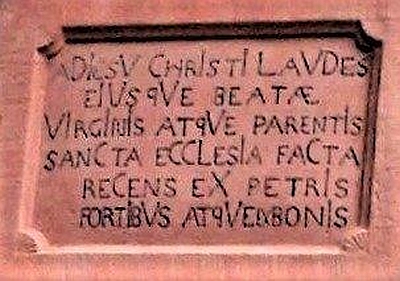 AD IESV CHRISTI LAVDES
EIVSQVE BEATÆ
VIRGINIS ATQVE PARENTIS
SANCTA ECCLESIA FACTA
RECENS EX PETRIS
FORTIBVS ATQVE BONIS